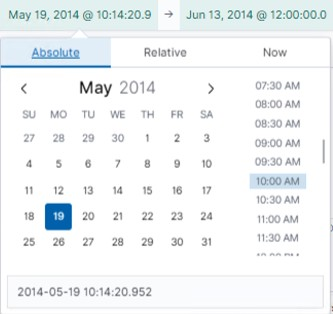 May 19, 2014 @ 10:14:20.9 → Jun 13, 2014 @ 12:00:00.0
Absolute Relative Now
May 2014
SU MO TU WE TH FR SA
27 28 29 30 1 2 3
4 5 6 7 8 9 10
11 12 13 14 15 16 17
18 19 20 21 22 23 24
25 26 27 28 29 30 31
07:30 AM
08:00 AM
08:30 AM
09:00 AM
09:30 AM
10:00 AM
10:30 AM
11:00 AM
11:30 AM
2014-05-19 10:14:20.952